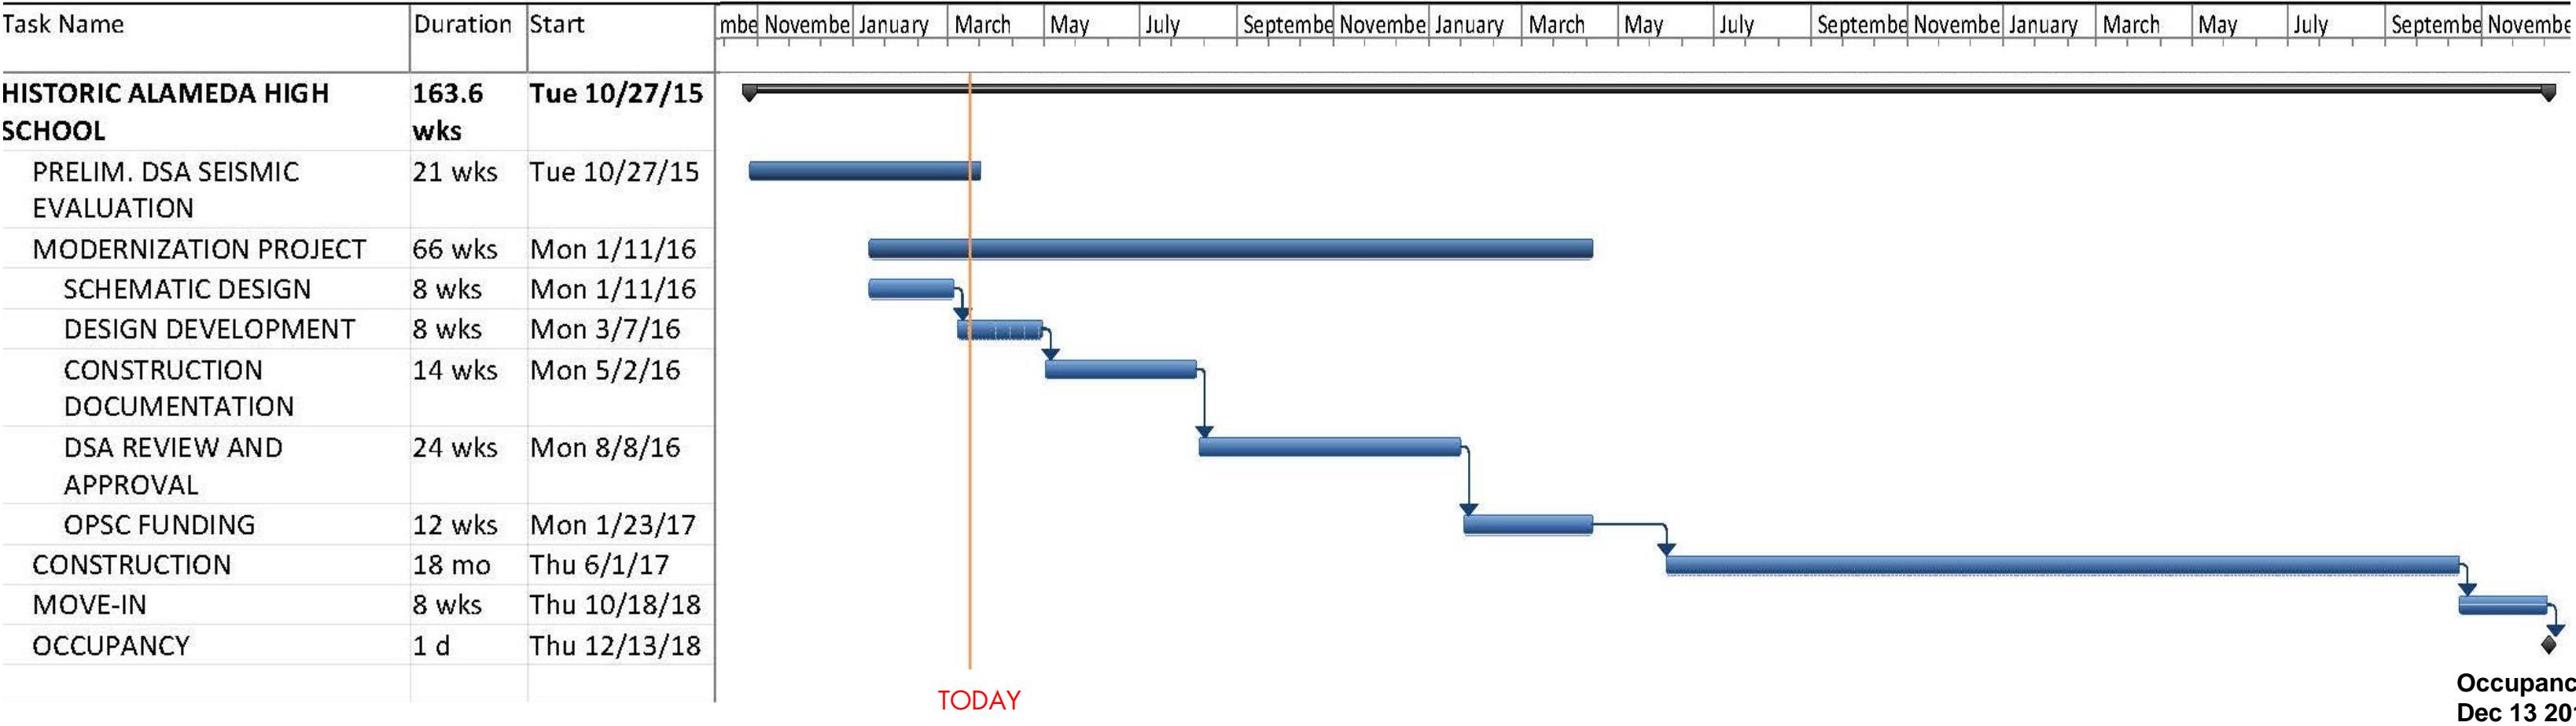 Task Name Duration Start mbe Novembe January March May July Septembe Novembe January March May July Septembe Novembe January March May July Septembe Novembe
HISTORIC ALAMEDA HIGH 163.6 Tue 10/27/15
SCHOOL wks
PRELIM. DSA SEISMIC 21 wks Tue 10/27/15
EVALUATION
MODERNIZATION PROJECT 66 wks Mon 1/11/16
SCHEMATIC DESIGN 8 wks Mon 1/11/16
DESIGN DEVELOPMENT 8 wks Mon 3/7/16
CONSTRUCTION 14 wks Mon 5/2/16
DOCUMENTATION
DSA REVIEW AND 24 wks Mon 8/8/16
APPROVAL
OPSC FUNDING 12 wks Mon 1/23/17
CONSTRUCTION 18 mo Thu 6/1/17
MOVE-IN 8 wks Thu 10/18/18
OCCUPANCY 1 d Thu 12/13/18
TODAY
Occupanc
Dec 13 201